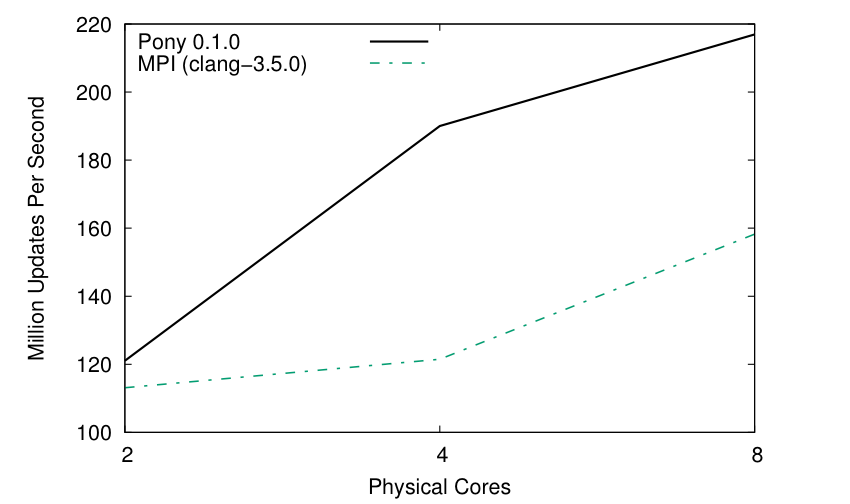 220
200
180
160
140
120
100
Million Updates Per Second
Pony 0.1.0
MPI (clang−3.5.0)
2 4 8
Physical Cores